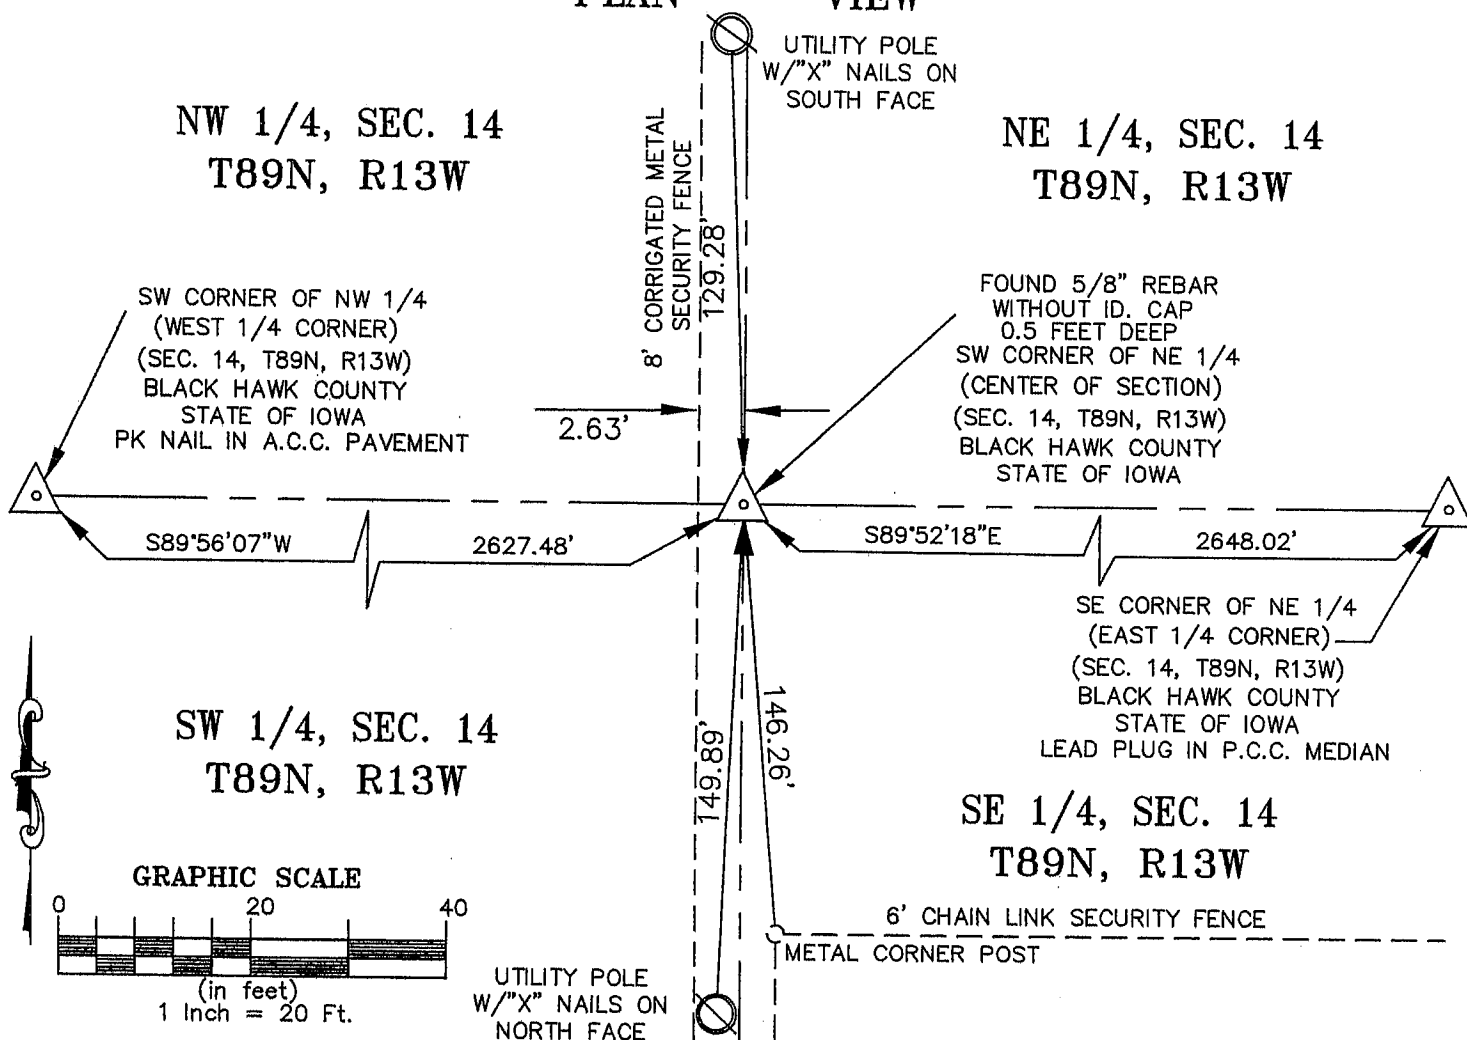 PLAN VIEW
UTILITY POLE
W/"X" NAILS ON
SOUTH FACE
NW 1/4, SEC. 14
T89N, R13W
8' CORRIGATED METAL
SECURITY FENCE
129.28'
NE 1/4, SEC. 14
T89N, R13W
SW CORNER OF NW 1/4
(WEST 1/4 CORNER)
(SEC. 14, T89N, R13W)
BLACK HAWK COUNTY
STATE OF IOWA
PK NAIL IN A.C.C. PAVEMENT
2.63'
FOUND 5/8" REBAR
WITHOUT ID. CAP
0.5 FEET DEEP
SW CORNER OF NE 1/4
(CENTER OF SECTION)
(SEC. 14, T89N, R13W)
BLACK HAWK COUNTY
STATE OF IOWA
S89°56'07"W
2627.48'
S89°52'18"E
2648.02'
SE CORNER OF NE 1/4
(EAST 1/4 CORNER)
(SEC. 14, T89N, R13W)
BLACK HAWK COUNTY
STATE OF IOWA
LEAD PLUG IN P.C.C. MEDIAN
SW 1/4, SEC. 14
T89N, R13W
149.89'
146.26'
SE 1/4, SEC. 14
T89N, R13W
GRAPHIC SCALE
0 20 40
(in feet)
1 Inch = 20 Ft.
6' CHAIN LINK SECURITY FENCE
METAL CORNER POST
UTILITY POLE
W/"X" NAILS ON
NORTH FACE